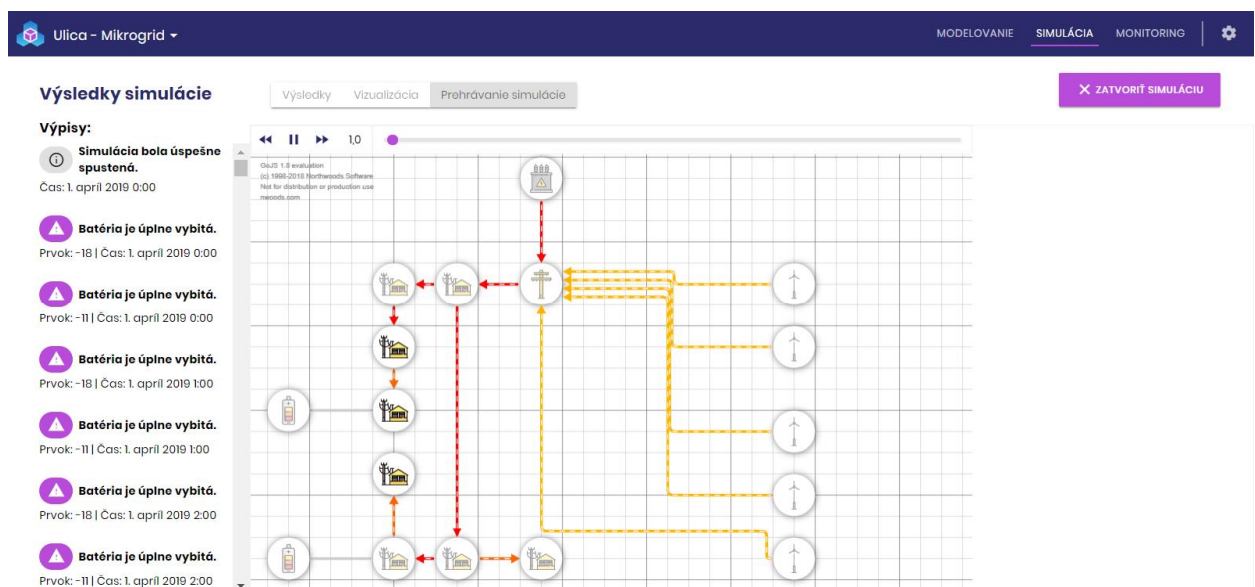 Ulica - Mikrogrid
MODELOVANIE SIMULÁCIA MONITORING
Výsledky simulácie
Výsledky Vizualizácia Prehrávanie simulácie
ZATVORIŤ SIMULÁCIU
Výpisy:
Simulácia bola úspešne
spustená.
Čas: 1. apríl 2019 0:00
Batéria je úplne vybitá.
Prvok: -18 | Čas: 1. apríl 2019 0:00
Batéria je úplne vybitá.
Prvok: -11 | Čas: 1. apríl 2019 0:00
Batéria je úplne vybitá.
Prvok: -18 | Čas: 1. apríl 2019 1:00
Batéria je úplne vybitá.
Prvok: -11 | Čas: 1. apríl 2019 1:00
Batéria je úplne vybitá.
Prvok: -18 | Čas: 1. apríl 2019 2:00
Batéria je úplne vybitá.
Prvok: -11 | Čas: 1. apríl 2019 2:00
1,0
GoJS 1.8 evaluation
(c) 1998-2018 Northwoods Software
Not for distribution or production use
nwoods.com